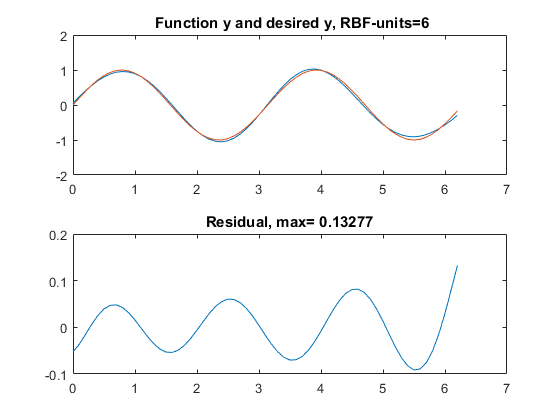 Function y and desired y, RBF-units=6
2
1
0
-1
-2
0 1 2 3 4 5 6 7
Residual, max= 0.13277
0.2
0.1
0
-0.1
0 1 2 3 4 5 6 7